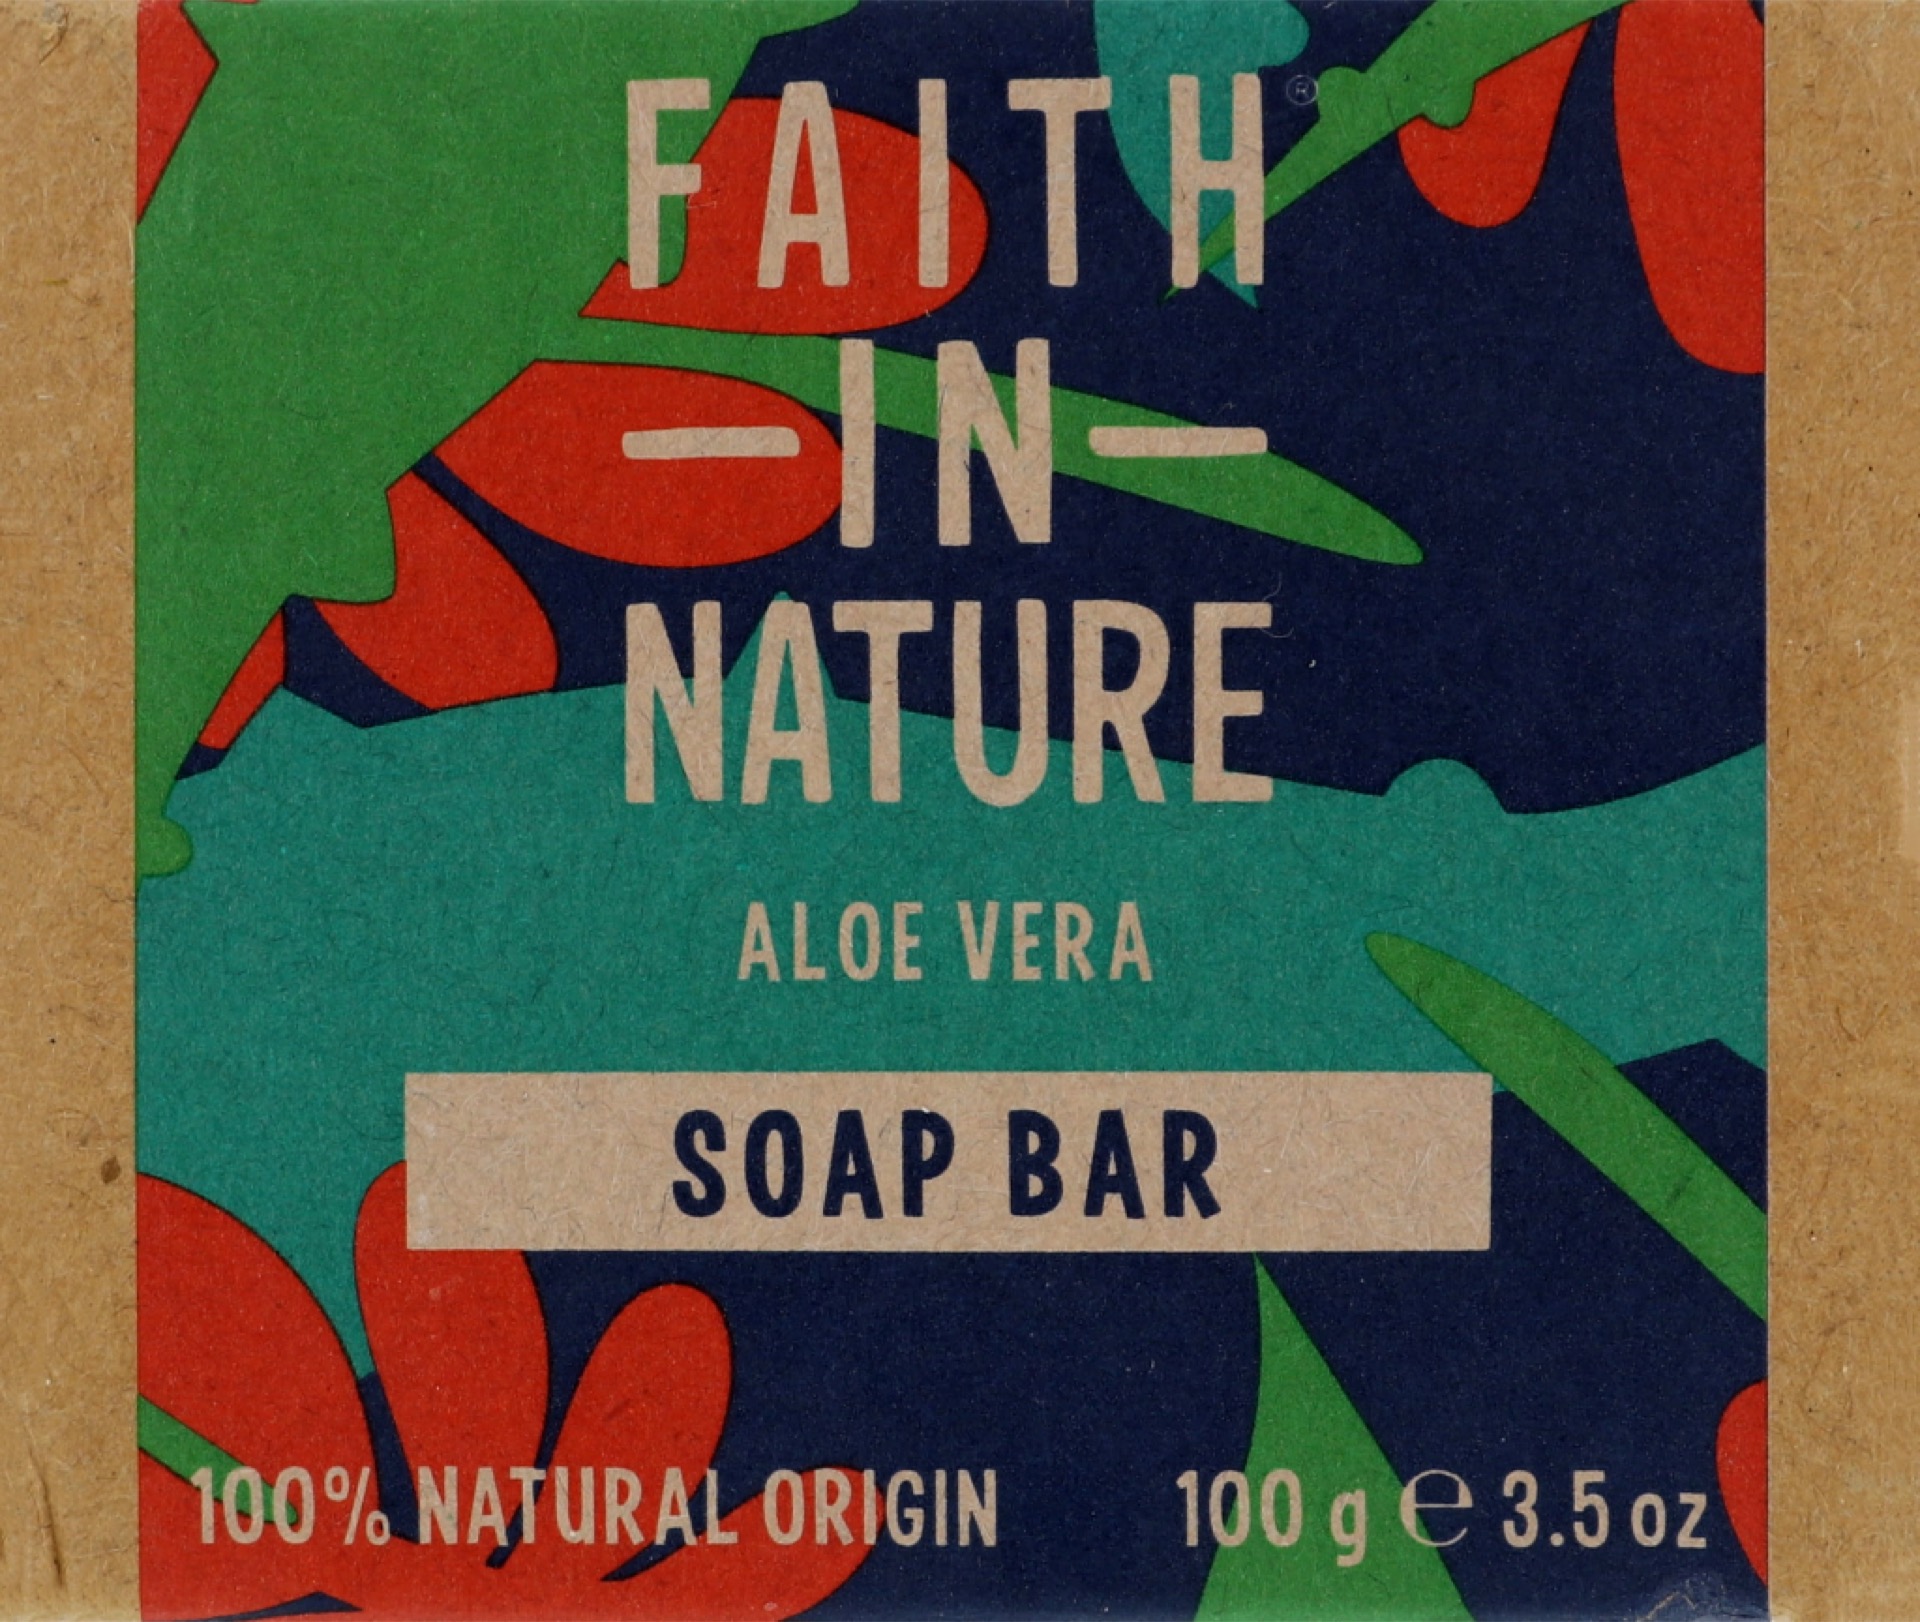 FAITH®
—IN—
NATURE
ALOE VERA
SOAP BAR
100% NATURAL ORIGIN 100 g ℮ 3.5 oz